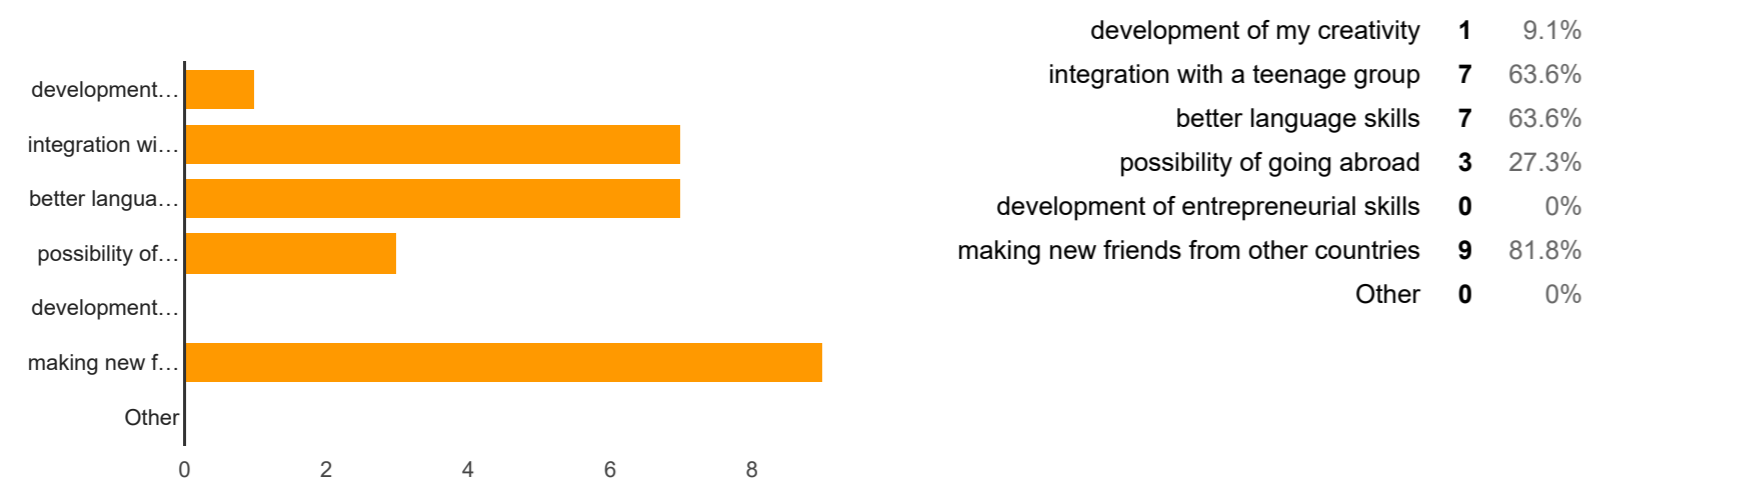 development…
integration wi…
better langua…
possibility of…
development…
making new f…
Other
0 2 4 6 8
development of my creativity 1 9.1%
integration with a teenage group 7 63.6%
better language skills 7 63.6%
possibility of going abroad 3 27.3%
development of entrepreneurial skills 0 0%
making new friends from other countries 9 81.8%
Other 0 0%